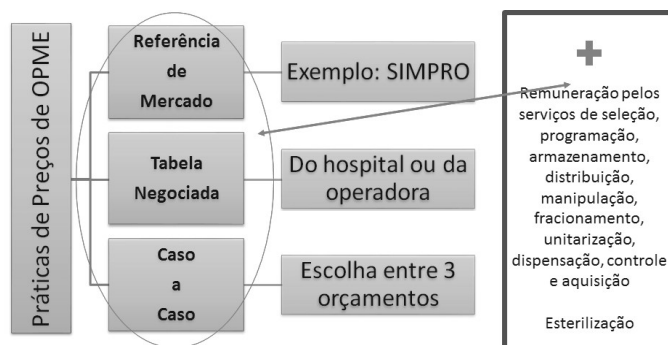 Práticas de Preços de OPME
Referência
de
Mercado
Exemplo: SIMPRO
Tabela
Negociada
Do hospital ou da
operadora
Caso
a
Caso
Escolha entre 3
orçamentos
+
Remuneração pelos
serviços de seleção,
programação,
armazenamento,
distribuição,
manipulação,
fracionamento,
unitarização,
dispensação, controle
e aquisição
Esterilização